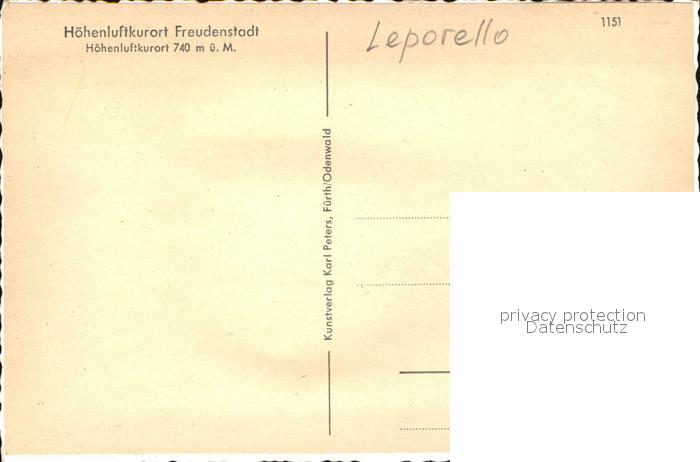 Höhenluftkurort Freudenstadt
Höhenluftkurort 740 m ü. M.
Leporello
1151
Kunstverlag Karl Peters, Fürth/Odenwald
privacy protection
Datenschutz